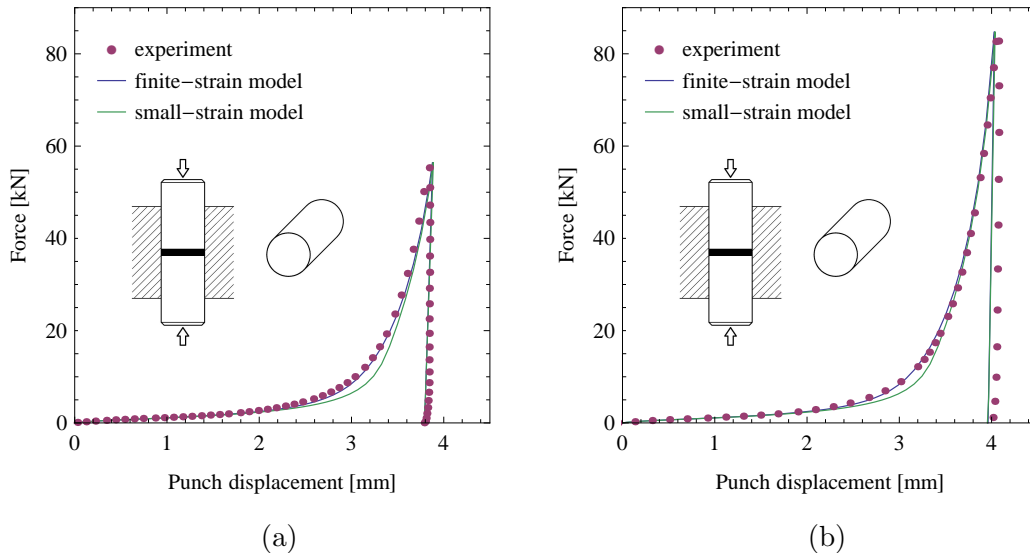 experiment
finite−strain model
small−strain model
Force [kN]
80
60
40
20
0
0 1 2 3 4
Punch displacement [mm]
(a)
experiment
finite−strain model
small−strain model
Force [kN]
80
60
40
20
0
0 1 2 3 4
Punch displacement [mm]
(b)